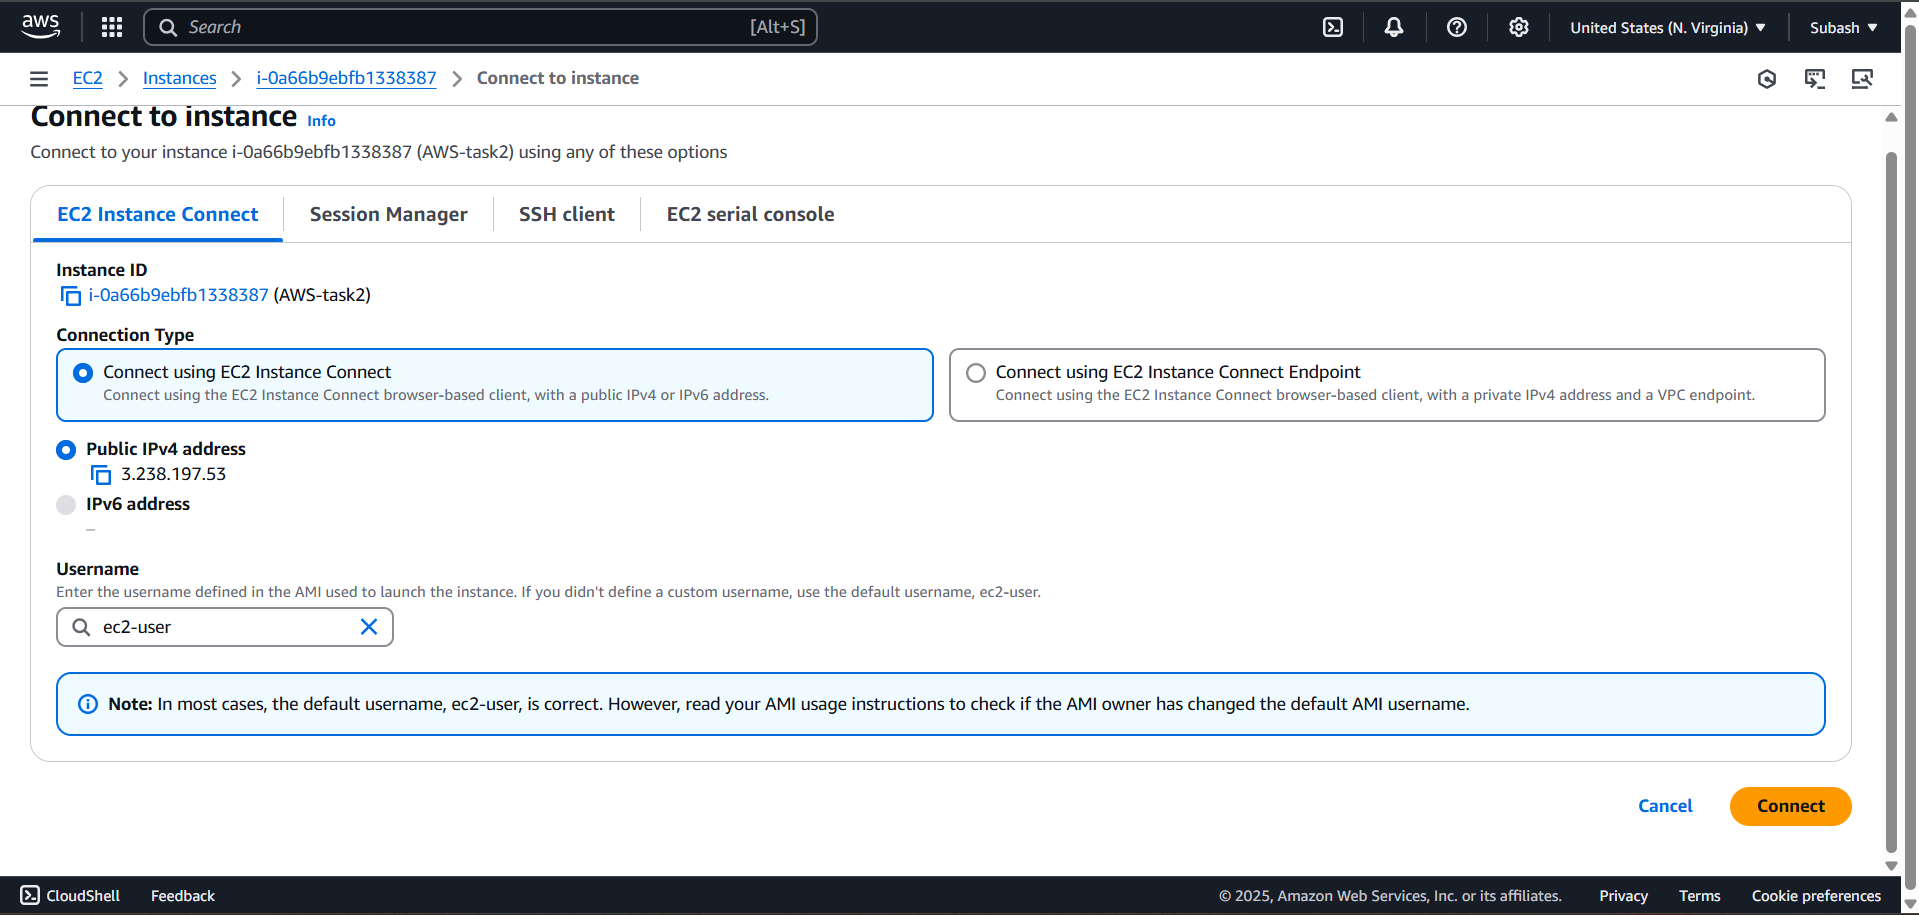 aws
Search [Alt+S]
United States (N. Virginia)
Subash
EC2
Instances
i-0a66b9ebfb1338387
Connect to instance
Connect to instance Info
Connect to your instance i-0a66b9ebfb1338387 (AWS-task2) using any of these options
EC2 Instance Connect
Session Manager
SSH client
EC2 serial console
Instance ID
i-0a66b9ebfb1338387 (AWS-task2)
Connection Type
Connect using EC2 Instance Connect
Connect using the EC2 Instance Connect browser-based client, with a public IPv4 or IPv6 address.
Connect using EC2 Instance Connect Endpoint
Connect using the EC2 Instance Connect browser-based client, with a private IPv4 address and a VPC endpoint.
Public IPv4 address
3.238.197.53
IPv6 address
–
Username
Enter the username defined in the AMI used to launch the instance. If you didn't define a custom username, use the default username, ec2-user.
ec2-user
Note: In most cases, the default username, ec2-user, is correct. However, read your AMI usage instructions to check if the AMI owner has changed the default AMI username.
Cancel
Connect
CloudShell
Feedback
© 2025, Amazon Web Services, Inc. or its affiliates.
Privacy
Terms
Cookie preferences